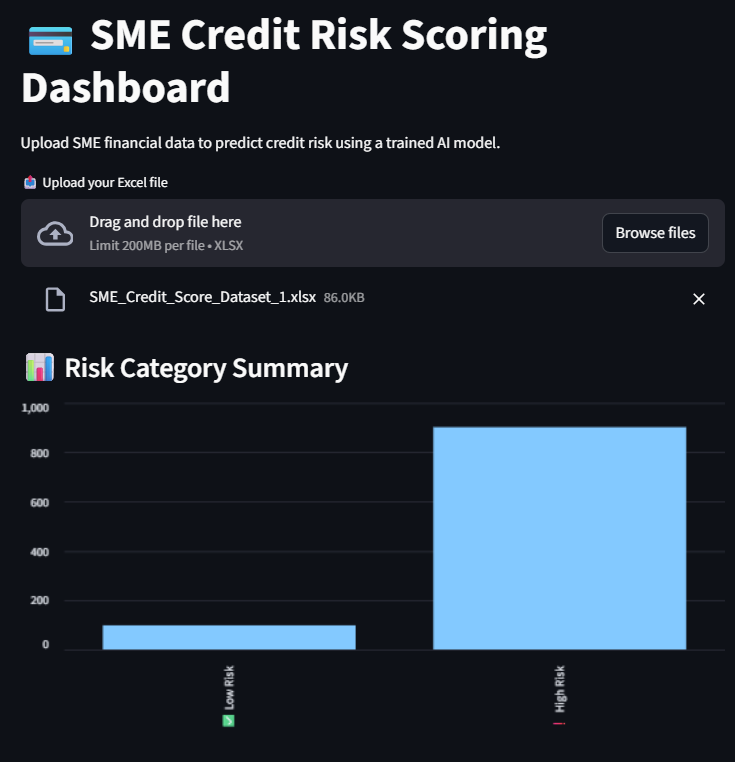 💳 SME Credit Risk Scoring
Dashboard
Upload SME financial data to predict credit risk using a trained AI model.
📤 Upload your Excel file
Drag and drop file here
Limit 200MB per file • XLSX
Browse files
SME_Credit_Score_Dataset_1.xlsx 86.0KB
📊 Risk Category Summary
1,000
800
600
400
200
0
✅ Low Risk
❗ High Risk